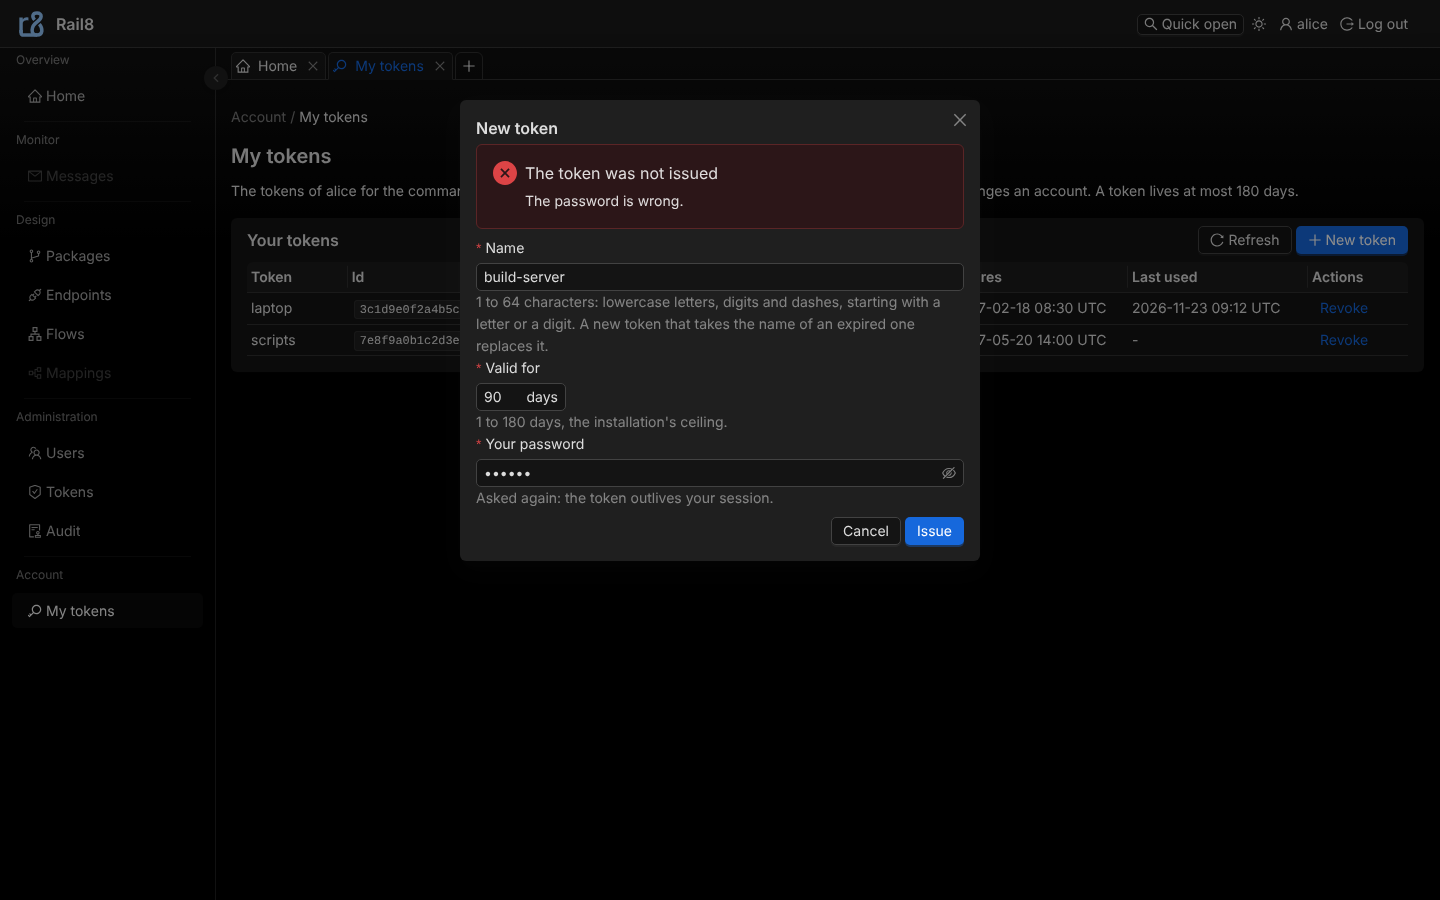 Rail8
Quick open
alice
Log out
Overview
Home
Monitor
Messages
Design
Packages
Endpoints
Flows
Mappings
Administration
Users
Tokens
Audit
Account
My tokens
Home
My tokens
Account / My tokens
My tokens
The tokens of alice for the comma
nges an account. A token lives at most 180 days.
Your tokens
Refresh
New token
Token Id
res Last used Actions
laptop 3c1d9e0f2a4b5c
7-02-18 08:30 UTC 2026-11-23 09:12 UTC Revoke
scripts 7e8f9a0b1c2d3e
7-05-20 14:00 UTC - Revoke
New token
The token was not issued
The password is wrong.
* Name
build-server
1 to 64 characters: lowercase letters, digits and dashes, starting with a
letter or a digit. A new token that takes the name of an expired one
replaces it.
* Valid for
90 days
1 to 180 days, the installation's ceiling.
* Your password
••••••
Asked again: the token outlives your session.
Cancel
Issue